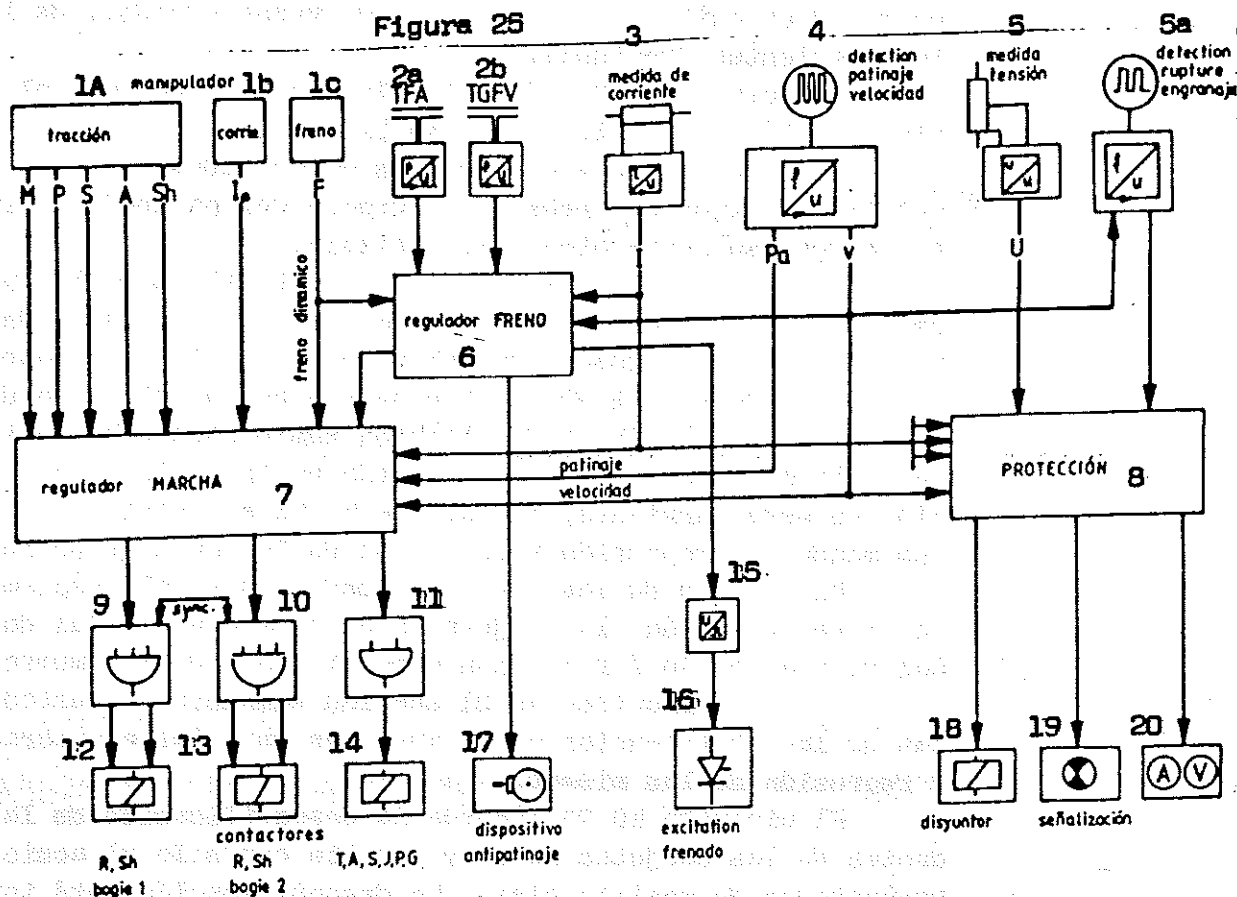 Figura 25
1A manipulador 1b 1c
tracción
corrie.
freno
M P S A Sh
I.
F
2a
TFA
2b
TGFV
3
medida de
corriente
I
u
I
4
detection
patinaje
velocidad
f
u
Pa
v
5
medida
tensión
u
u
U
5a
detection
rupture
engranaje
f
u
freno dinamico
regulador FRENO
6
regulador MARCHA
7
patinaje
velocidad
PROTECCIÓN
8
9
sync.
10
11
12
13
14
R, Sh
bogie 1
contactores
R, Sh
bogie 2
T,A,S,J,P,G
17
dispositivo
antipatinaje
15
16
excitation
frenado
18
disyuntor
19
señalización
20
A V